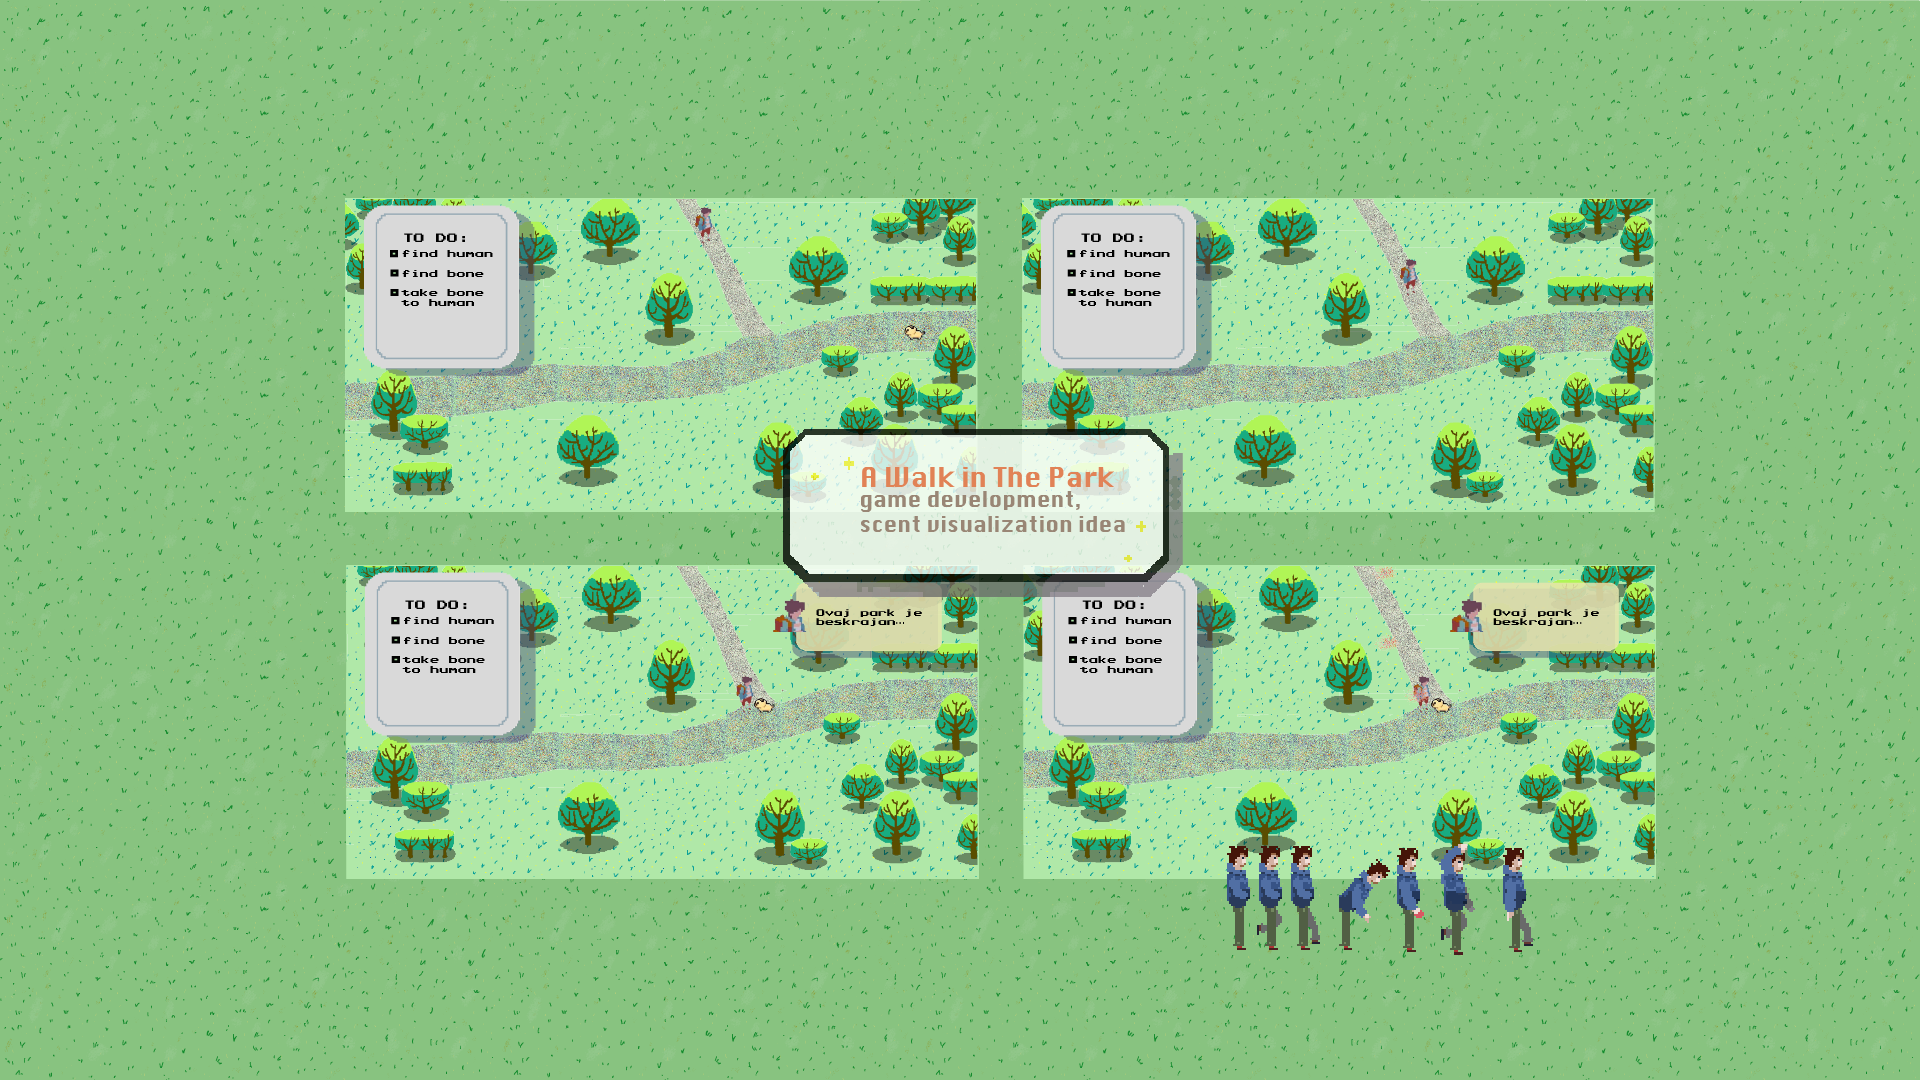 TO DO:
find human
find bone
take bone
to human
TO DO:
find human
find bone
take bone
to human
A Walk in The Park
game development,
scent visualization idea
TO DO:
find human
find bone
take bone
to human
Ovaj park je
beskrajan...
TO DO:
find human
find bone
take bone
to human
Ovaj park je
beskrajan...